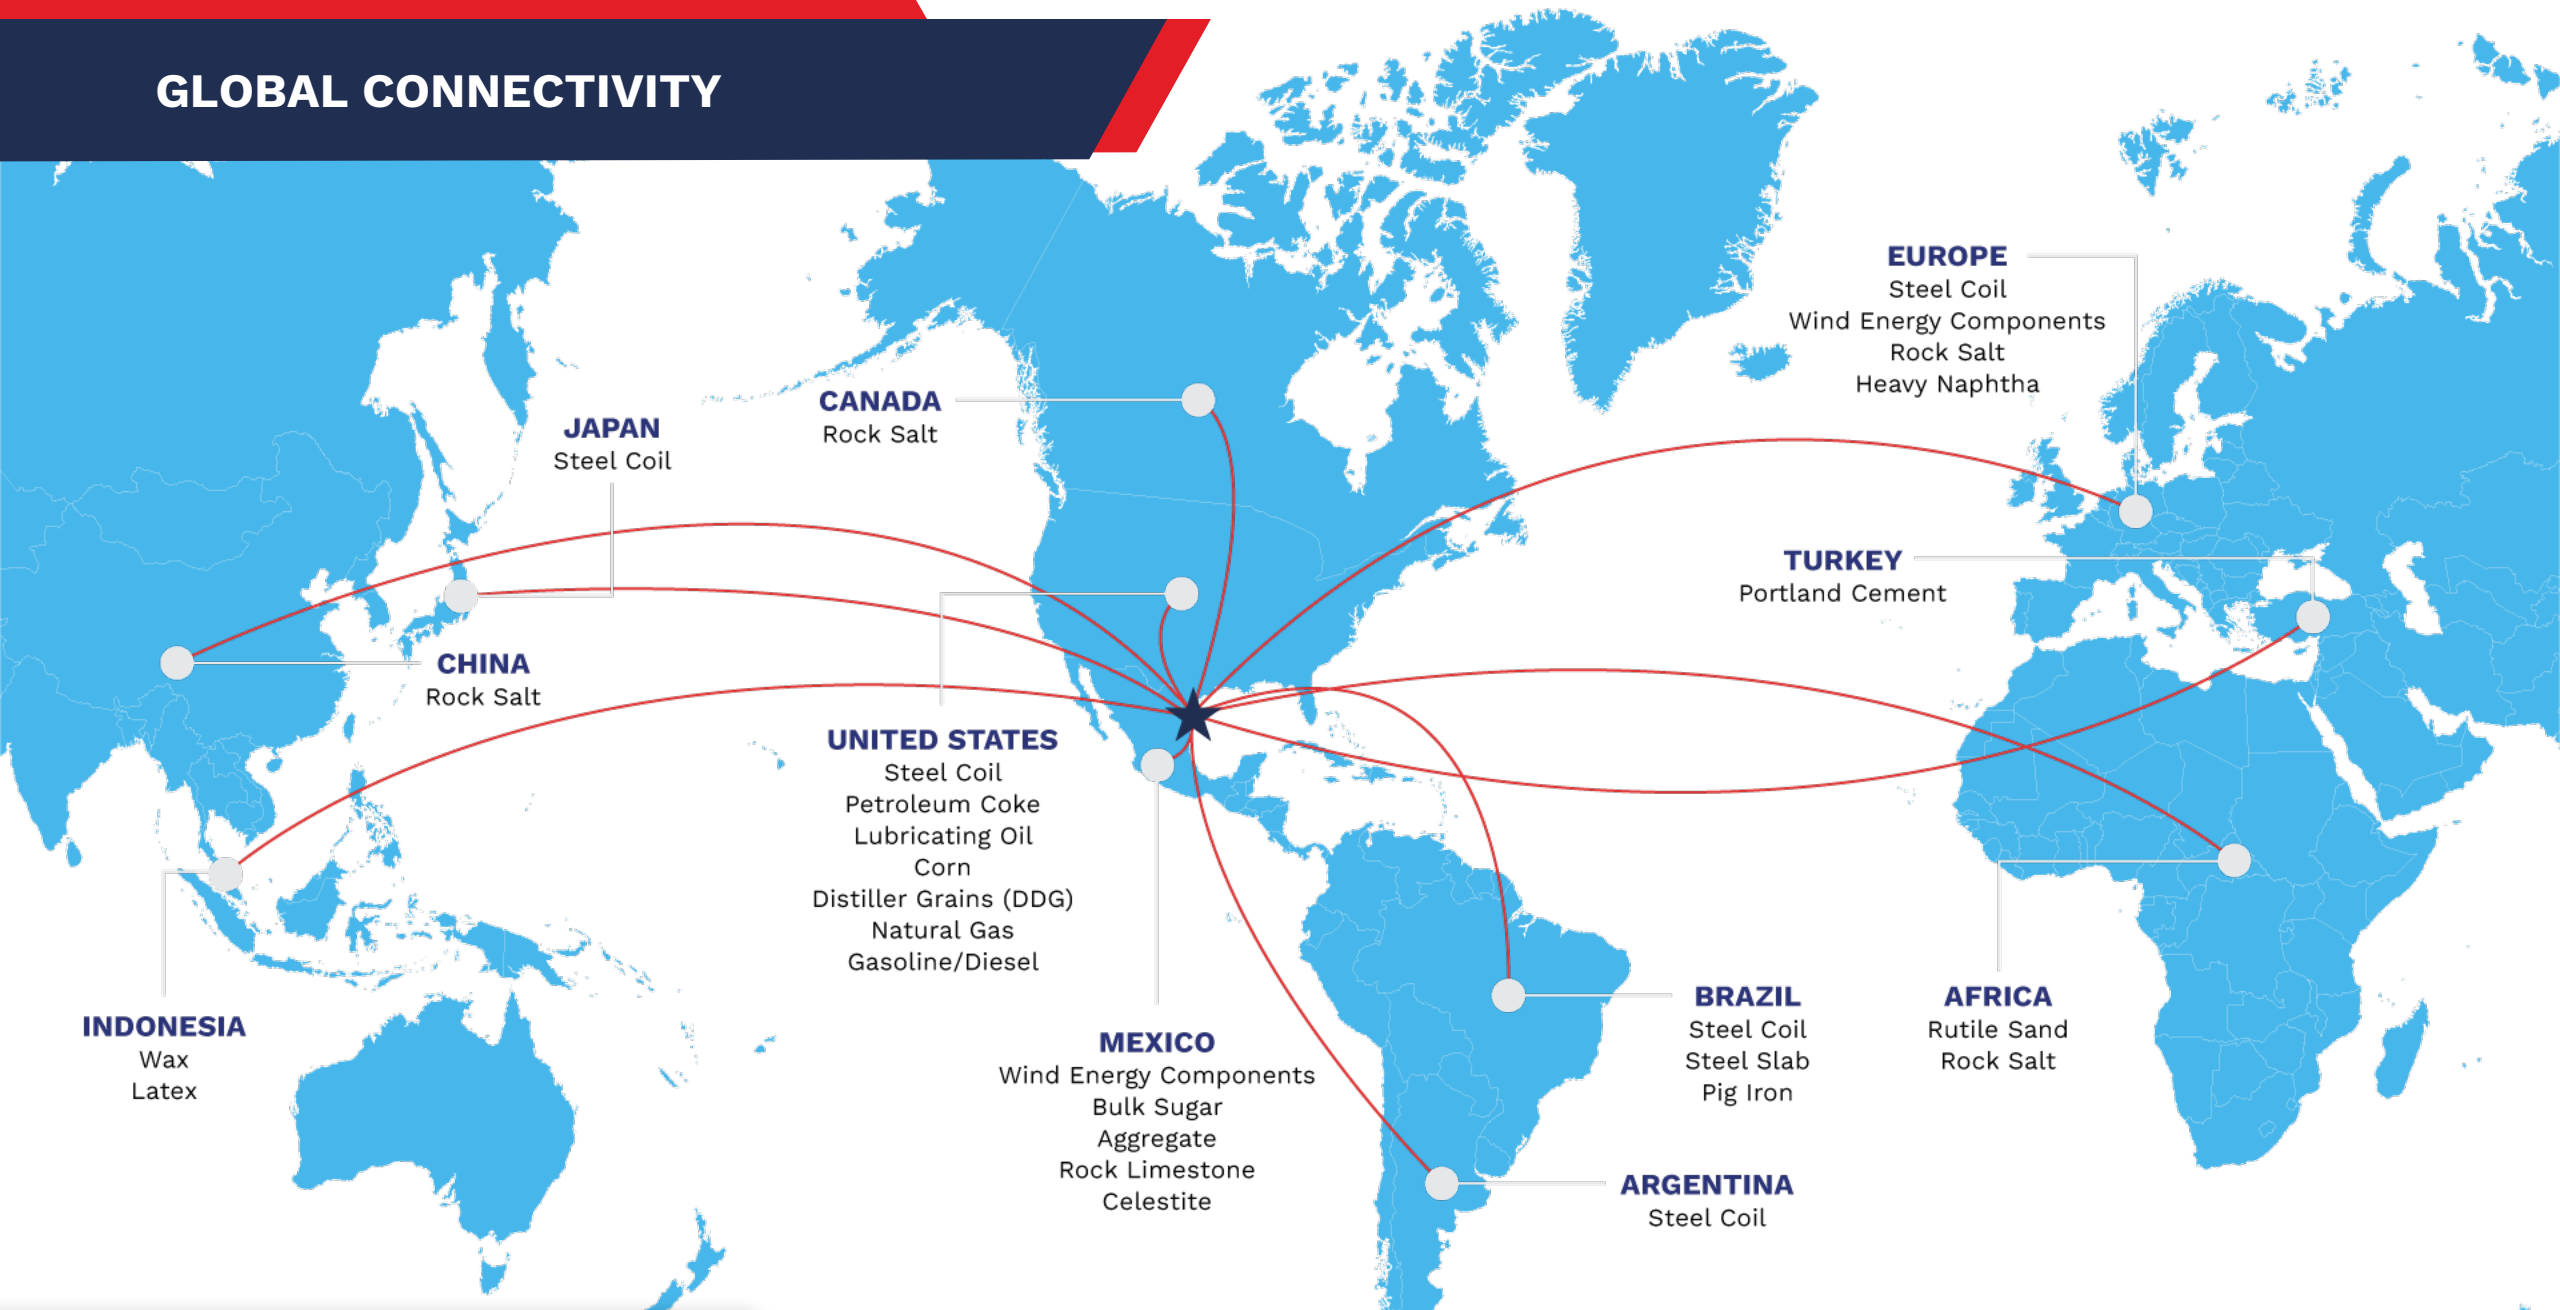 GLOBAL CONNECTIVITY
EUROPE
Steel Coil
Wind Energy Components
Rock Salt
Heavy Naphtha
CANADA
Rock Salt
JAPAN
Steel Coil
TURKEY
Portland Cement
CHINA
Rock Salt
UNITED STATES
Steel Coil
Petroleum Coke
Lubricating Oil
Corn
Distiller Grains (DDG)
Natural Gas
Gasoline/Diesel
INDONESIA
Wax
Latex
MEXICO
Wind Energy Components
Bulk Sugar
Aggregate
Rock Limestone
Celestite
BRAZIL
Steel Coil
Steel Slab
Pig Iron
AFRICA
Rutile Sand
Rock Salt
ARGENTINA
Steel Coil